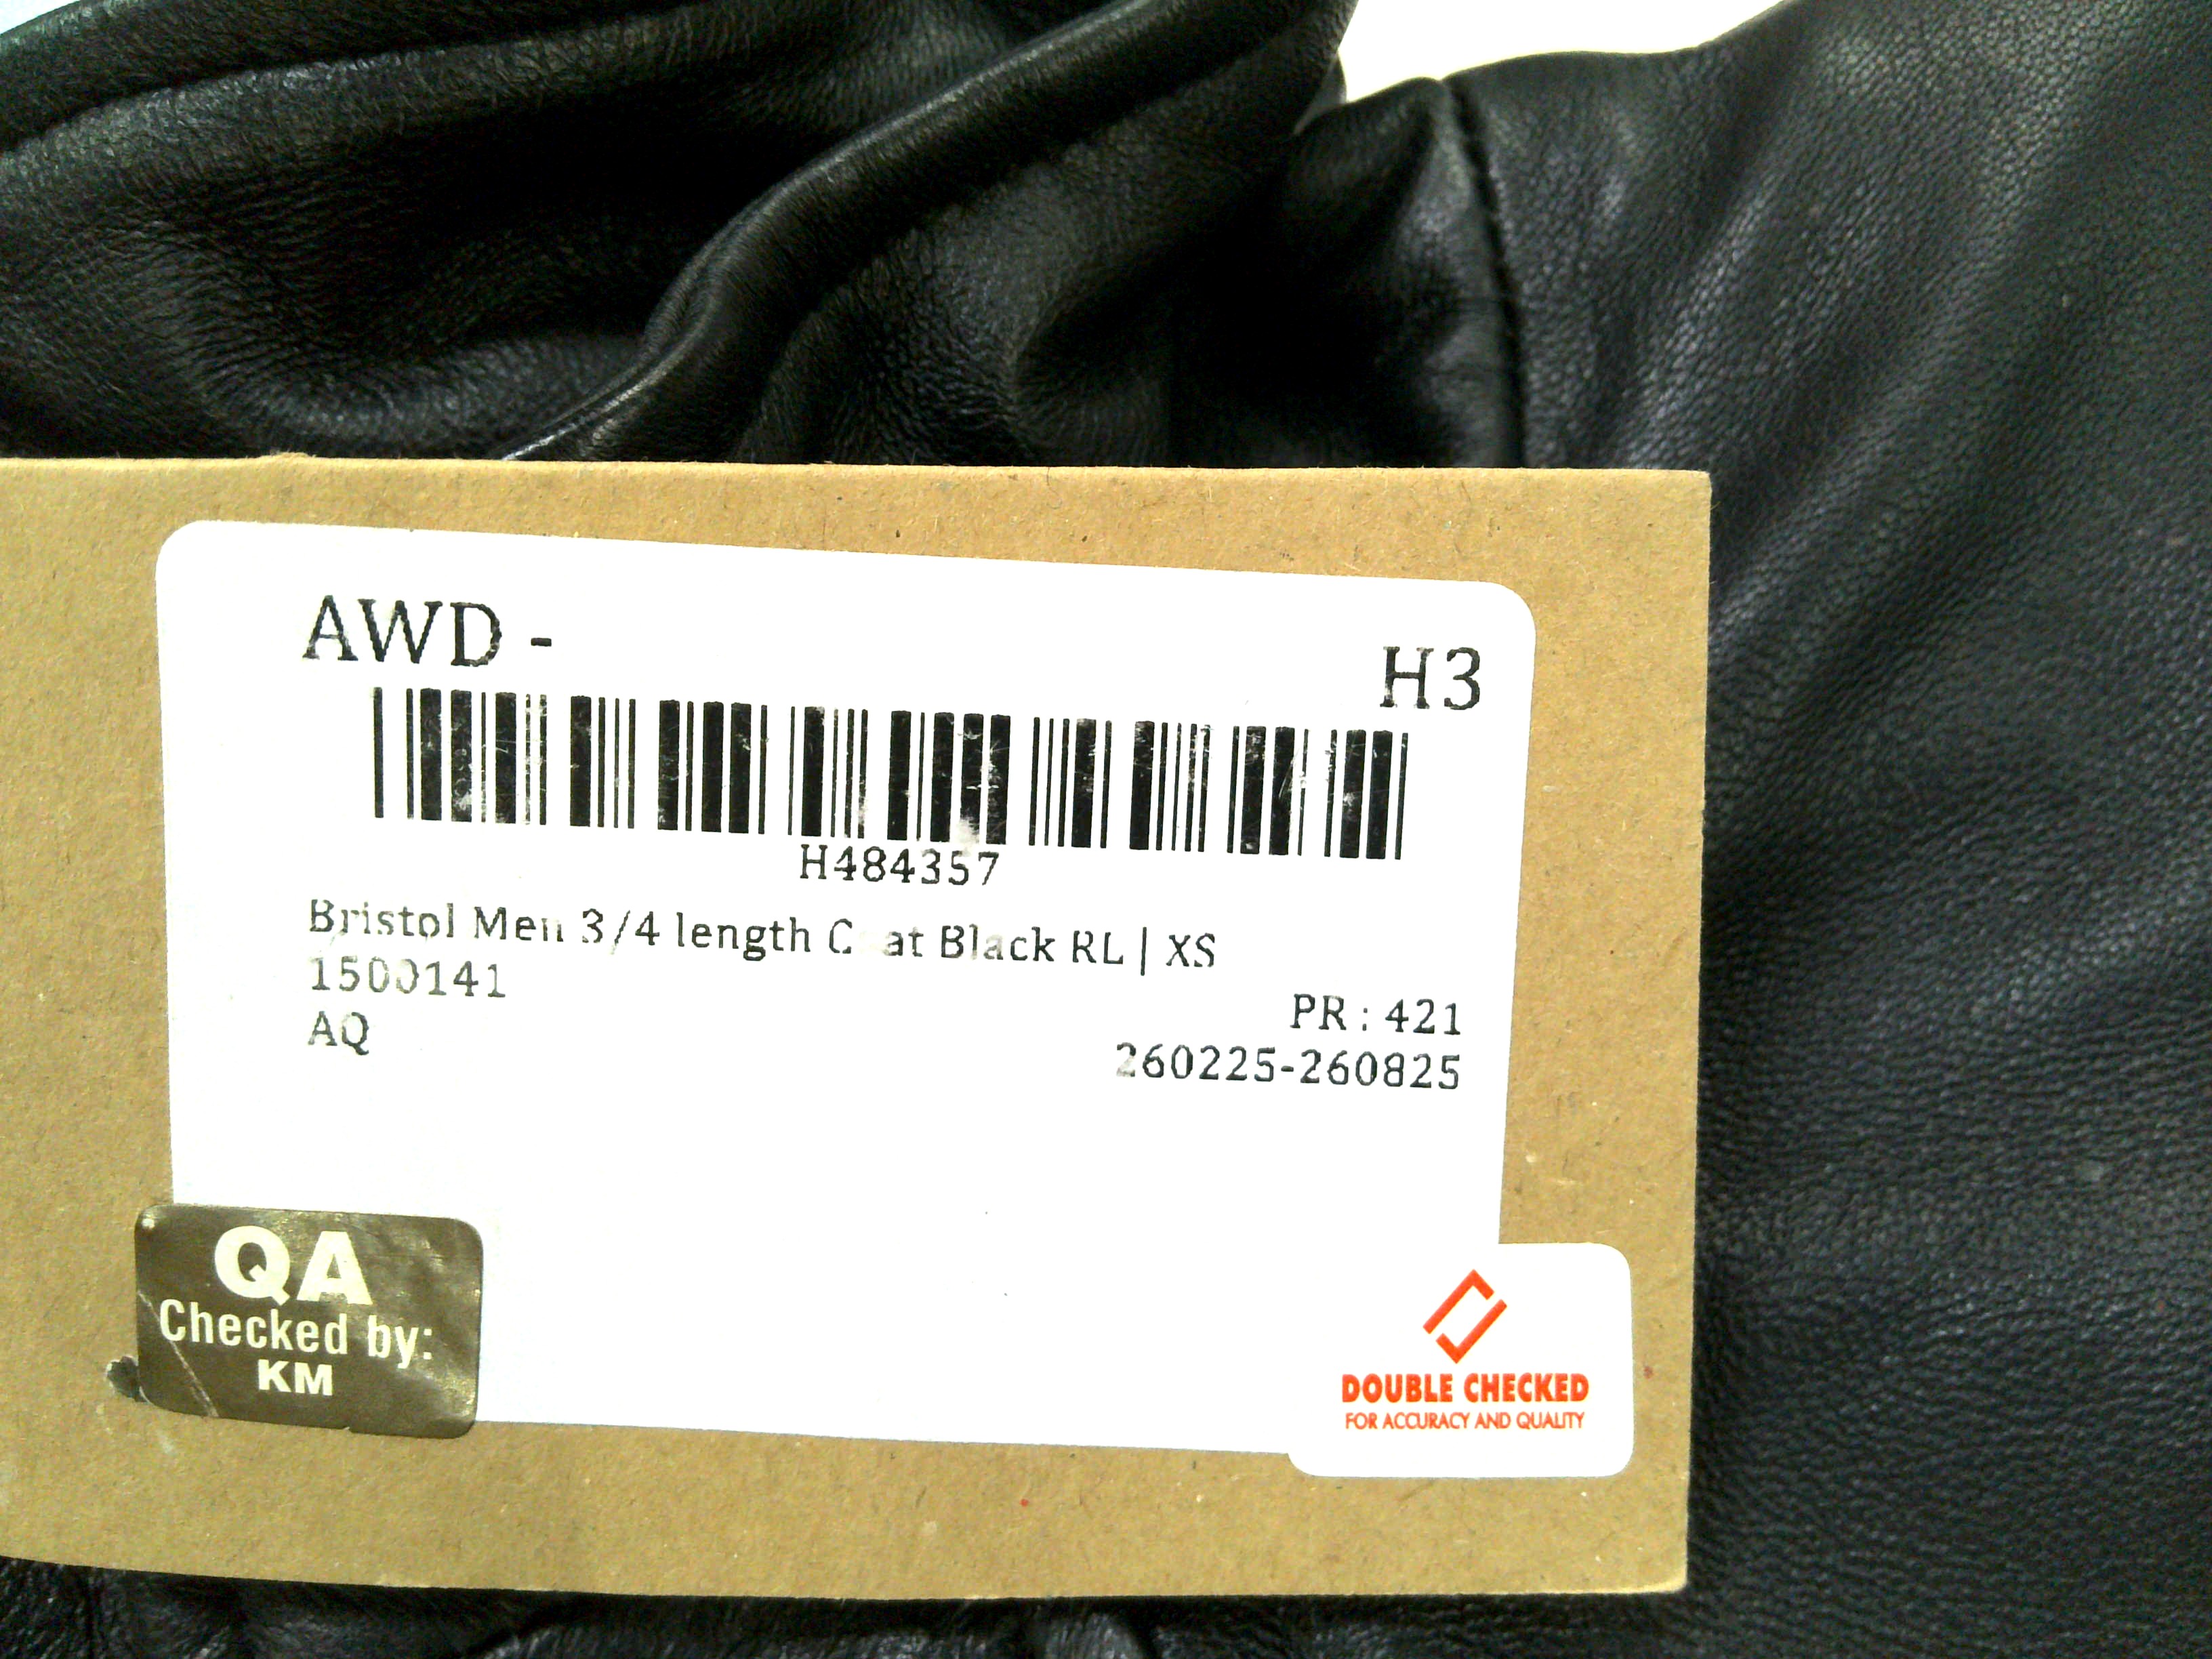 AWD -
H3
H484357
Bristol Men 3/4 length Coat Black RL | XS
1500141
PR : 421
AQ
260225-260825
QA
Checked by:
KM
DOUBLE CHECKED
FOR ACCURACY AND QUALITY